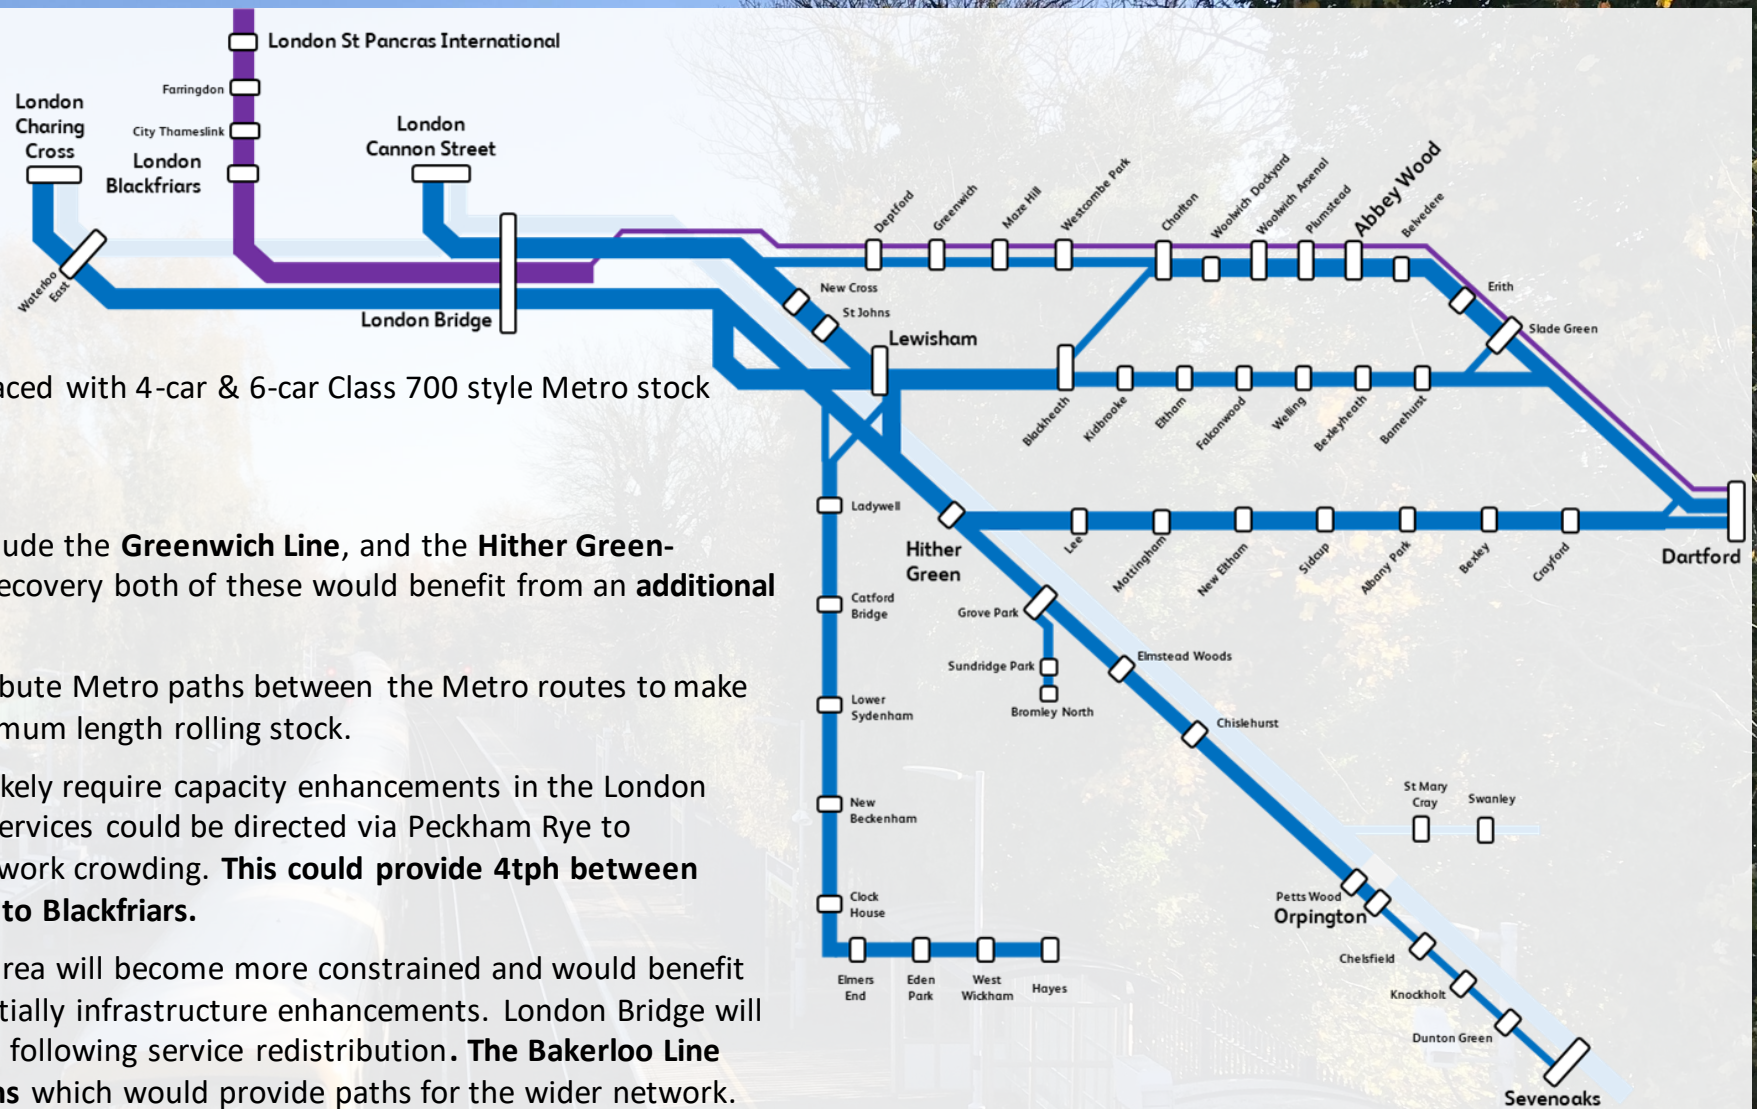 London St Pancras International
Farringdon
City Thameslink
London
Blackfriars
London
Charing
Cross
London
Cannon Street
Waterloo
East
London Bridge
Deptford
Greenwich
Maze Hill
Westcombe Park
Charlton
Woolwich Dockyard
Woolwich Arsenal
Plumstead
Abbey Wood
Belvedere
Erith
Slade Green
New Cross
St Johns
Lewisham
Blackheath
Kidbrooke
Eltham
Falconwood
Welling
Bexleyheath
Barnehurst
Dartford
Ladywell
Hither
Green
Lee
Mottingham
New Eltham
Sidcup
Albany Park
Bexley
Crayford
Catford
Bridge
Grove Park
Sundridge Park
Bromley North
Elmstead Woods
Chislehurst
Lower
Sydenham
New
Beckenham
Clock
House
Elmers
End
Eden
Park
West
Wickham
Hayes
St Mary
Cray
Swanley
Petts Wood
Orpington
Chelsfield
Knockholt
Dunton Green
Sevenoaks
aced with 4-car & 6-car Class 700 style Metro stock
lude the Greenwich Line, and the Hither Green-
ecovery both of these would benefit from an additional
bute Metro paths between the Metro routes to make
mum length rolling stock.
kely require capacity enhancements in the London
ervices could be directed via Peckham Rye to
work crowding. This could provide 4tph between
to Blackfriars.
rea will become more constrained and would benefit
tially infrastructure enhancements. London Bridge will
following service redistribution. The Bakerloo Line
ns which would provide paths for the wider network.